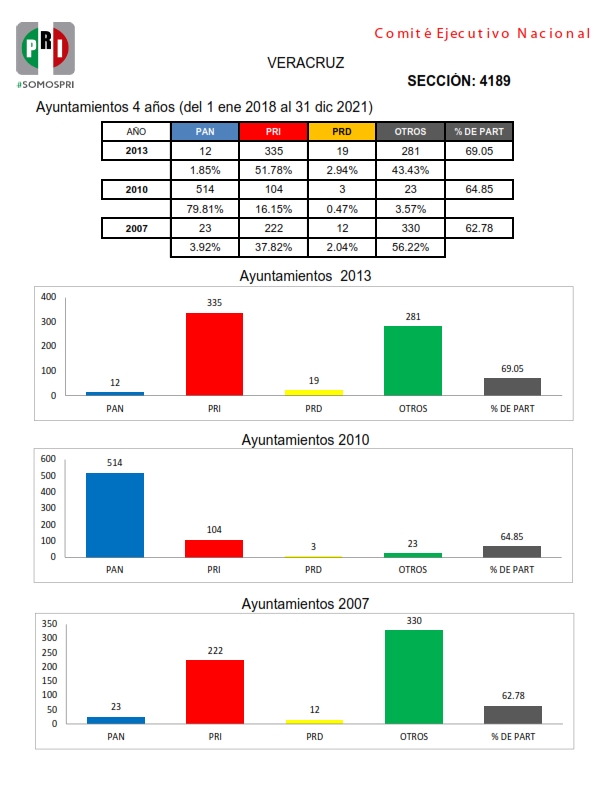 Comité Ejecutivo Nacional
PRI
#SOMOSPRI
VERACRUZ
SECCIÓN: 4189
Ayuntamientos 4 años (del 1 ene 2018 al 31 dic 2021)
AÑO PAN PRI PRD OTROS % DE PART
2013 12 335 19 281 69.05
1.85% 51.78% 2.94% 43.43%
2010 514 104 3 23 64.85
79.81% 16.15% 0.47% 3.57%
2007 23 222 12 330 62.78
3.92% 37.82% 2.04% 56.22%
Ayuntamientos 2013
400
300
200
100
0
12 335 19 281 69.05
PAN PRI PRD OTROS % DE PART
Ayuntamientos 2010
600
500
400
300
200
100
0
514 104 3 23 64.85
PAN PRI PRD OTROS % DE PART
Ayuntamientos 2007
350
300
250
200
150
100
50
0
23 222 12 330 62.78
PAN PRI PRD OTROS % DE PART